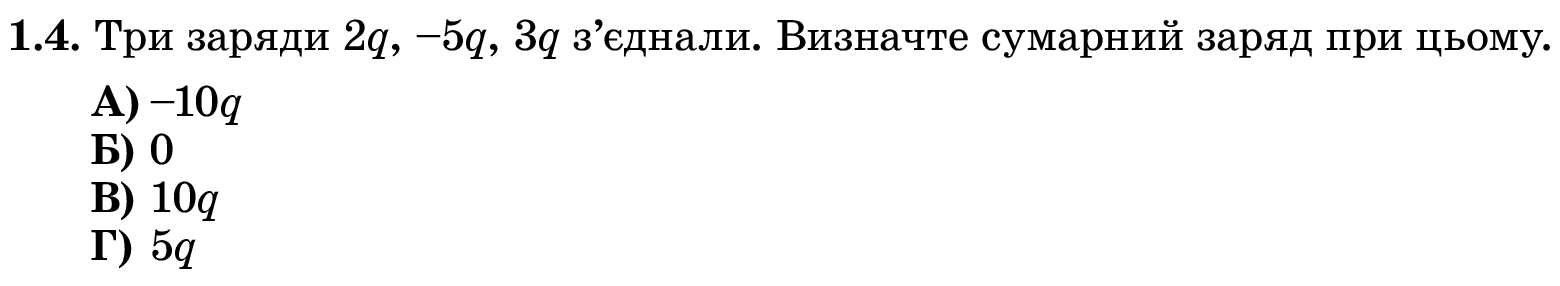 1.4. Три заряди 2q, –5q, 3q з’єднали. Визначте сумарний заряд при цьому.
А) –10q
Б) 0
В) 10q
Г) 5q